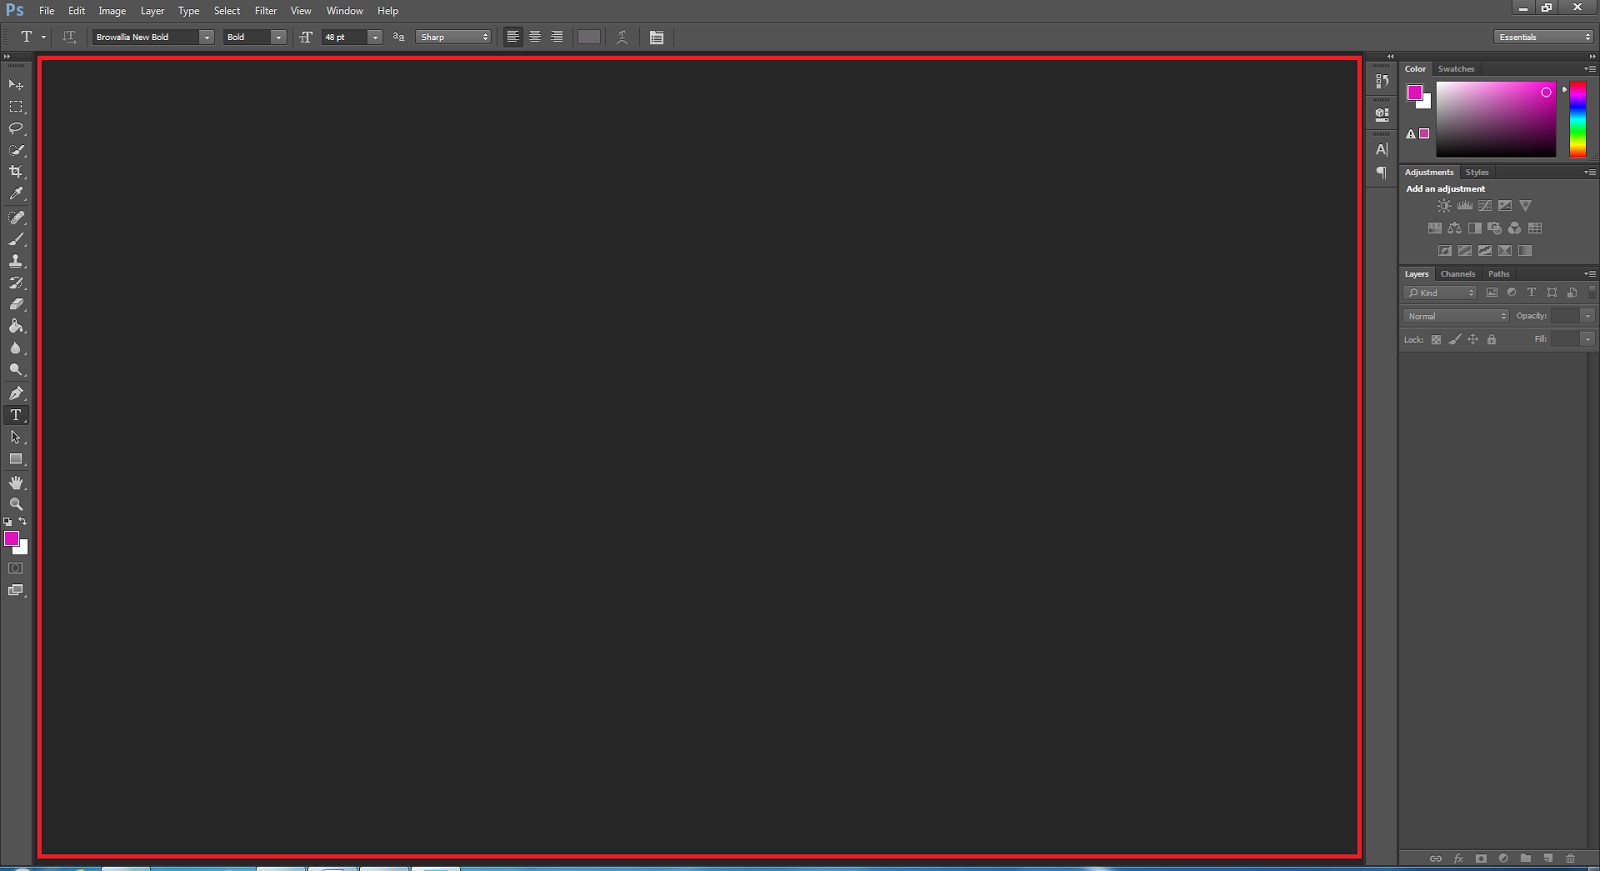 Ps File Edit Image Layer Type Select Filter View Window Help
T Browallia New Bold Bold 48 pt aa Sharp Essentials
Color Swatches
A
Adjustments Styles
Add an adjustment
Layers Channels Paths
Kind T
Normal Opacity:
Lock: Fill:
T
fx